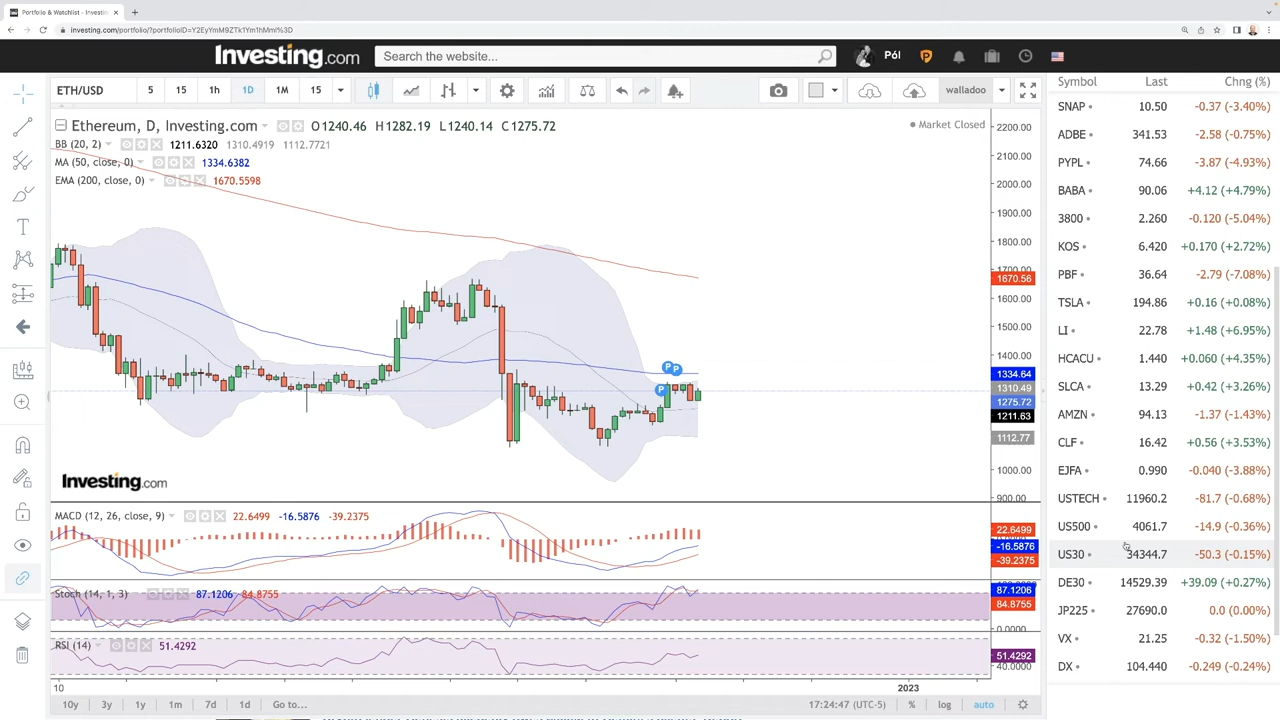 Portfolio & Watchlist - Investin
investing.com/portfolio/?portfolioID=Y2EyYmM9ZTk1Ym1hMmI%3D
Investing.com
Search the website...
Pól
ETH/USD 5 15 1h 1D 1M 15 walladoo
Ethereum, D, Investing.com O1240.46 H1282.19 L1240.14 C1275.72
Market Closed
BB (20, 2) 1211.6320 1310.4919 1112.7721
MA (50, close, 0) 1334.6382
EMA (200, close, 0) 1670.5598
P P
P
2200.00
2100.00
2000.00
1900.00
1800.00
1700.00
1670.56
1600.00
1500.00
1400.00
1334.64
1310.49
1275.72
1211.63
1112.77
1000.00
900.00
Investing.com
MACD (12, 26, close, 9) 22.6499 -16.5876 -39.2375
22.6499
-16.5876
-39.2375
Stoch (14, 1, 3) 87.1206 84.8755
87.1206
84.8755
0.0000
RSI (14) 51.4292
51.4292
40.0000
10 2023
10y 3y 1y 1m 7d 1d Go to... 17:24:47 (UTC-5) % log auto
Symbol Last Chng (%)
SNAP 10.50 -0.37 (-3.40%)
ADBE 341.53 -2.58 (-0.75%)
PYPL 74.66 -3.87 (-4.93%)
BABA 90.06 +4.12 (+4.79%)
3800 2.260 -0.120 (-5.04%)
KOS 6.420 +0.170 (+2.72%)
PBF 36.64 -2.79 (-7.08%)
TSLA 194.86 +0.16 (+0.08%)
LI 22.78 +1.48 (+6.95%)
HCACU 1.440 +0.060 (+4.35%)
SLCA 13.29 +0.42 (+3.26%)
AMZN 94.13 -1.37 (-1.43%)
CLF 16.42 +0.56 (+3.53%)
EJFA 0.990 -0.040 (-3.88%)
USTECH 11960.2 -81.7 (-0.68%)
US500 4061.7 -14.9 (-0.36%)
US30 34344.7 -50.3 (-0.15%)
DE30 14529.39 +39.09 (+0.27%)
JP225 27690.0 0.0 (0.00%)
VX 21.25 -0.32 (-1.50%)
DX 104.440 -0.249 (-0.24%)